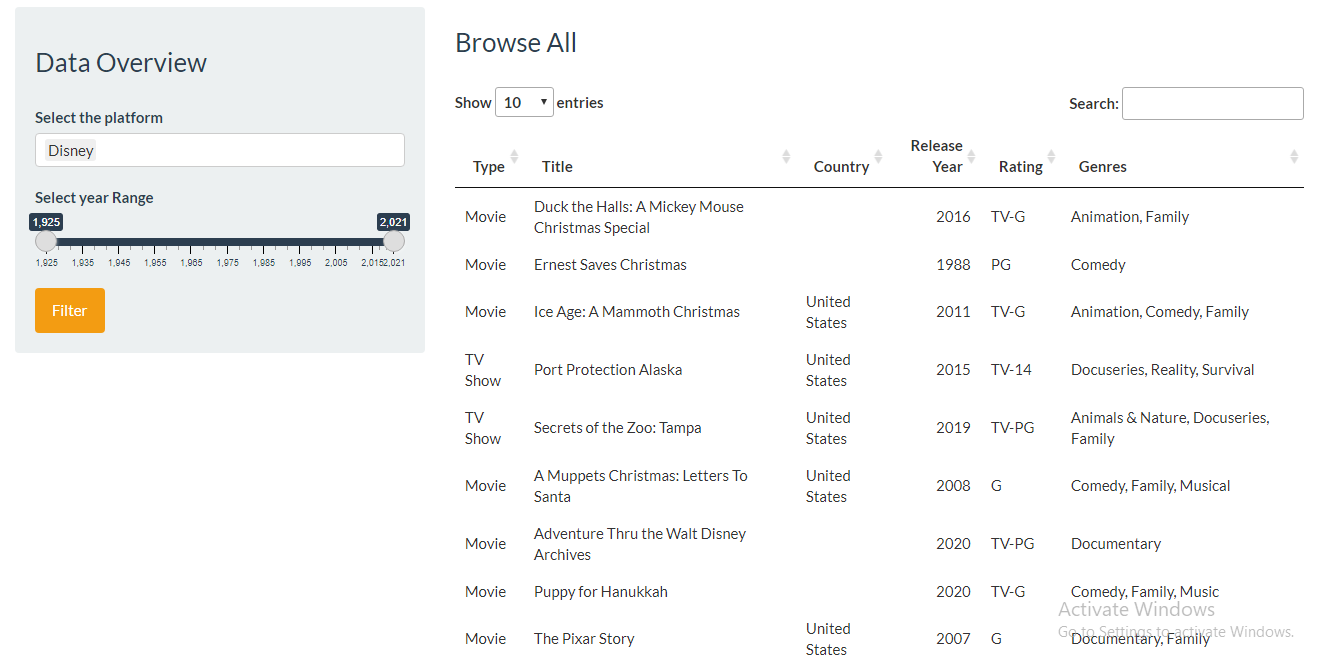 Data Overview
Select the platform
Disney
Select year Range
1,925 2,021
1,925 1,935 1,945 1,955 1,965 1,975 1,985 1,995 2,005 2,015 2,021
Filter
Browse All
Show 10 entries Search:
Release
Type Title Country Year Rating Genres
Duck the Halls: A Mickey Mouse
Movie 2016 TV-G Animation, Family
Christmas Special
Movie Ernest Saves Christmas 1988 PG Comedy
United
Movie Ice Age: A Mammoth Christmas 2011 TV-G Animation, Comedy, Family
States
TV United
Port Protection Alaska 2015 TV-14 Docuseries, Reality, Survival
Show States
TV United Animals & Nature, Docuseries,
Secrets of the Zoo: Tampa 2019 TV-PG
Show States Family
A Muppets Christmas: Letters To United
Movie 2008 G Comedy, Family, Musical
Santa States
Adventure Thru the Walt Disney
Movie 2020 TV-PG Documentary
Archives
Movie Puppy for Hanukkah 2020 TV-G Comedy, Family, Music
Activate Windows
United
Go to Settings to activate Windows.
Movie The Pixar Story 2007 G Documentary, Family
States